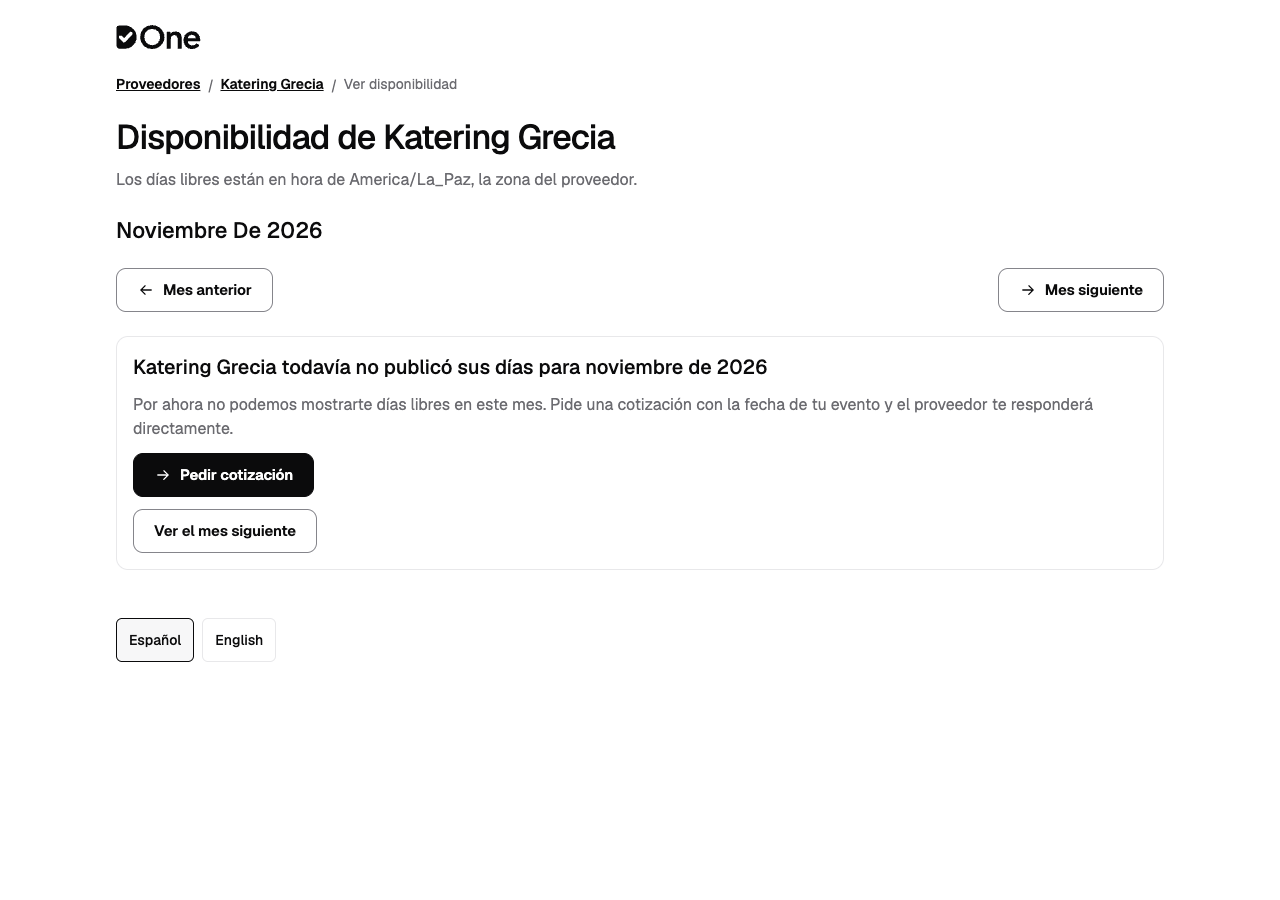 One
Proveedores / Katering Grecia / Ver disponibilidad
Disponibilidad de Katering Grecia
Los días libres están en hora de America/La_Paz, la zona del proveedor.
Noviembre De 2026
← Mes anterior
→ Mes siguiente
Katering Grecia todavía no publicó sus días para noviembre de 2026
Por ahora no podemos mostrarte días libres en este mes. Pide una cotización con la fecha de tu evento y el proveedor te responderá
directamente.
→ Pedir cotización
Ver el mes siguiente
Español
English